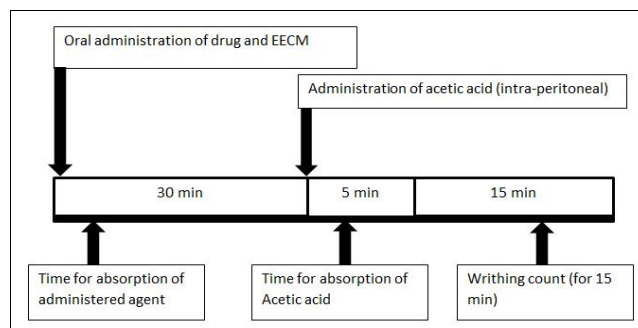 Oral administration of drug and EECM
Administration of acetic acid (intra-peritoneal)
30 min
5 min
15 min
Time for absorption of
administered agent
Time for absorption of
Acetic acid
Writhing count (for 15
min)